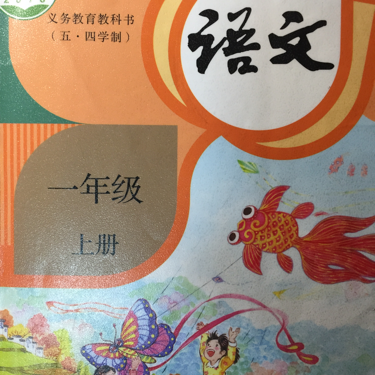 义务教育教科书
（五·四学制）
语文
一年级
上册